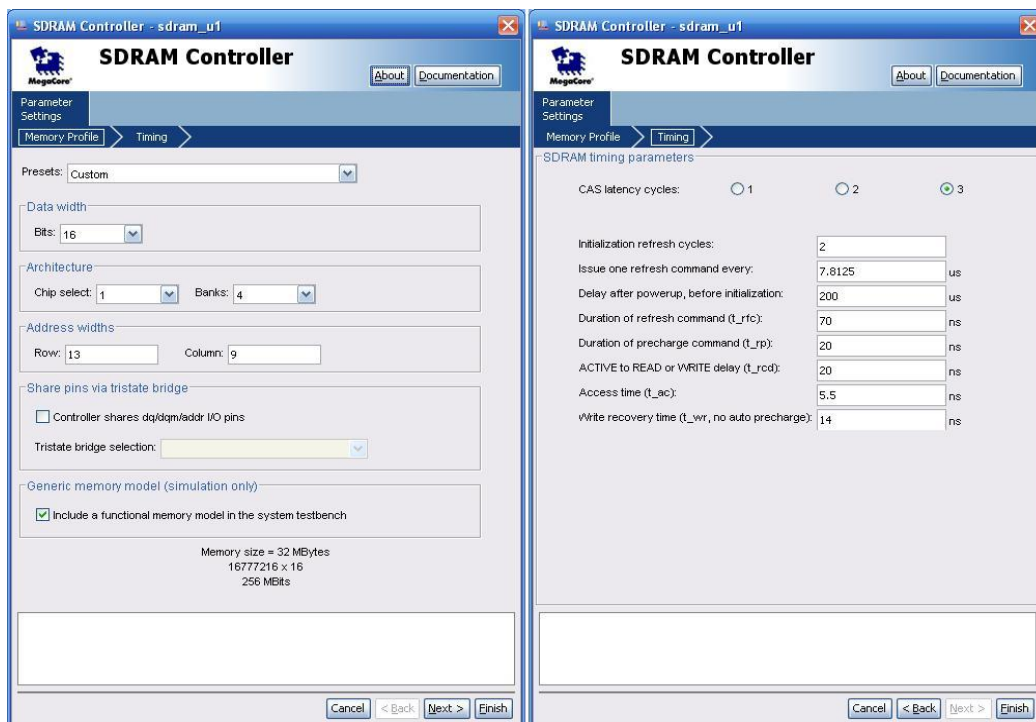 SDRAM Controller - sdram_u1
SDRAM Controller
MegaCore®
About
Documentation
Parameter
Settings
Memory Profile
Timing
Presets: Custom
Data width
Bits: 16
Architecture
Chip select: 1 Banks: 4
Address widths
Row: 13 Column: 9
Share pins via tristate bridge
Controller shares dq/dqm/addr I/O pins
Tristate bridge selection:
Generic memory model (simulation only)
Include a functional memory model in the system testbench
Memory size = 32 MBytes
16777216 x 16
256 MBits
Cancel < Back Next > Finish
SDRAM Controller - sdram_u1
SDRAM Controller
MegaCore®
About
Documentation
Parameter
Settings
Memory Profile
Timing
SDRAM timing parameters
CAS latency cycles: 1 2 3
Initialization refresh cycles: 2
Issue one refresh command every: 7.8125 us
Delay after powerup, before initialization: 200 us
Duration of refresh command (t_rfc): 70 ns
Duration of precharge command (t_rp): 20 ns
ACTIVE to READ or WRITE delay (t_rcd): 20 ns
Access time (t_ac): 5.5 ns
Write recovery time (t_wr, no auto precharge): 14 ns
Cancel < Back Next > Finish